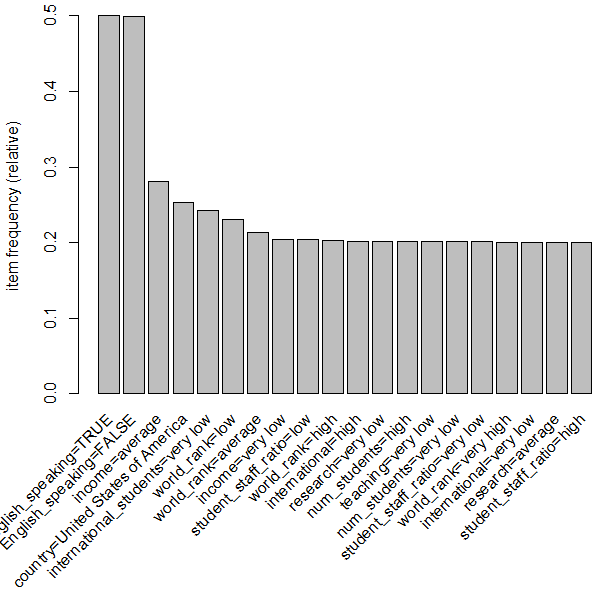 0.5
0.4
0.3
0.2
0.1
0.0
item frequency (relative)
glish_speaking=TRUE
English_speaking=FALSE
income=average
country=United States of America
international_students=very low
world_rank=low
world_rank=average
income=very low
student_staff_ratio=low
world_rank=high
international=high
research=very low
num_students=high
teaching=very low
num_students=very low
student_staff_ratio=very low
world_rank=very high
international=very low
research=average
student_staff_ratio=high